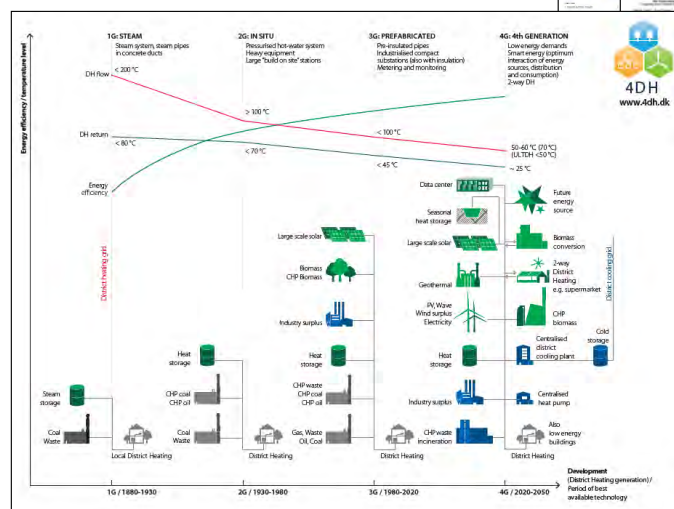 1G: STEAM
Steam system, steam pipes
in concrete ducts
2G: IN SITU
Pressurised hot-water system
Heavy equipment
Large "build on site" stations
3G: PREFABRICATED
Pre-insulated pipes
Industrialised compact
substations (also with insulation)
Metering and monitoring
4G: 4th GENERATION
Low energy demands
Smart energy (optimum
interaction of energy
sources, distribution
and consumption)
2-way DH
4DH
www.4dh.dk
Energy efficiency / temperature level
DH flow
< 200 °C
> 100 °C
< 100 °C
50-60 °C (70 °C)
(ULTDH <50 °C)
DH return
< 80 °C
< 70 °C
< 45 °C
~ 25 °C
Energy
efficiency
District heating grid
District cooling grid
Data center
Future
energy
source
Seasonal
heat storage
Large scale solar
Large scale solar
Biomass
conversion
Biomass
CHP Biomass
Geothermal
2-way
District
Heating
e.g. supermarket
Industry surplus
PV, Wave
Wind surplus
Electricity
CHP
biomass
Cold
storage
Heat
storage
Heat
storage
Heat
storage
Centralised
district
cooling plant
Steam
storage
CHP coal
CHP oil
CHP waste
CHP coal
CHP oil
Industry surplus
Centralised
heat pump
Coal
Waste
Coal
Waste
Gas, Waste
Oil, Coal
CHP waste
incineration
Also
low energy
buildings
Local District Heating
District Heating
District Heating
District Heating
Development
(District Heating generation) /
Period of best
available technology
1G / 1880-1930
2G / 1930-1980
3G / 1980-2020
4G / 2020-2050